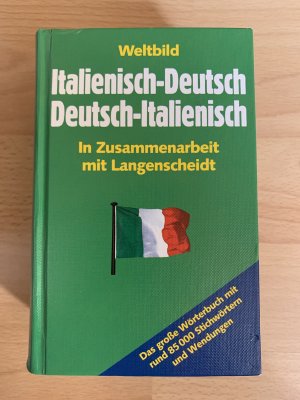 Weltbild
Italienisch-Deutsch
Deutsch-Italienisch
In Zusammenarbeit
mit Langenscheidt
Das große Wörterbuch mit
rund 85 000 Stichwörtern
und Wendungen